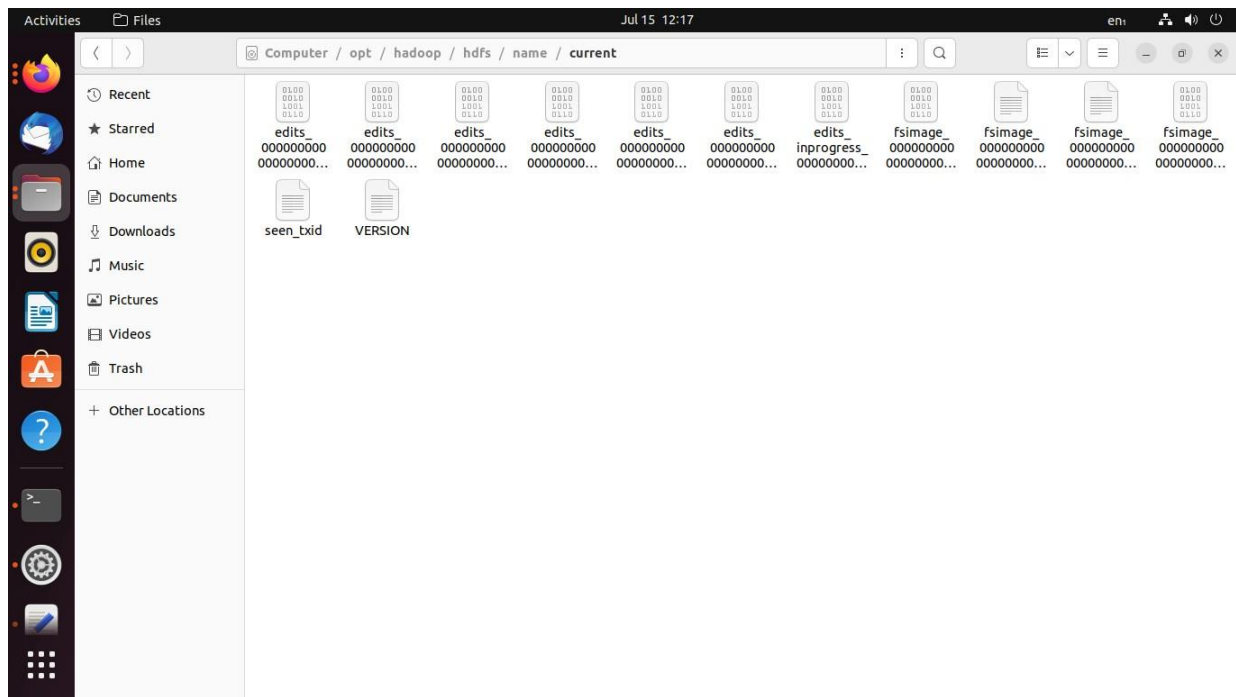 Activities Files Jul 15 12:17 en₁
Computer / opt / hadoop / hdfs / name / current
Recent
Starred
Home
Documents
Downloads
Music
Pictures
Videos
Trash
+ Other Locations
edits_ edits_ edits_ edits_ edits_ edits_ edits_ fsimage_ fsimage_ fsimage_ fsimage_
000000000 000000000 000000000 000000000 000000000 000000000 inprogress_ 000000000 000000000 000000000 000000000
00000000... 00000000... 00000000... 00000000... 00000000... 00000000... 00000000... 00000000... 00000000... 00000000... 00000000...
seen_txid VERSION